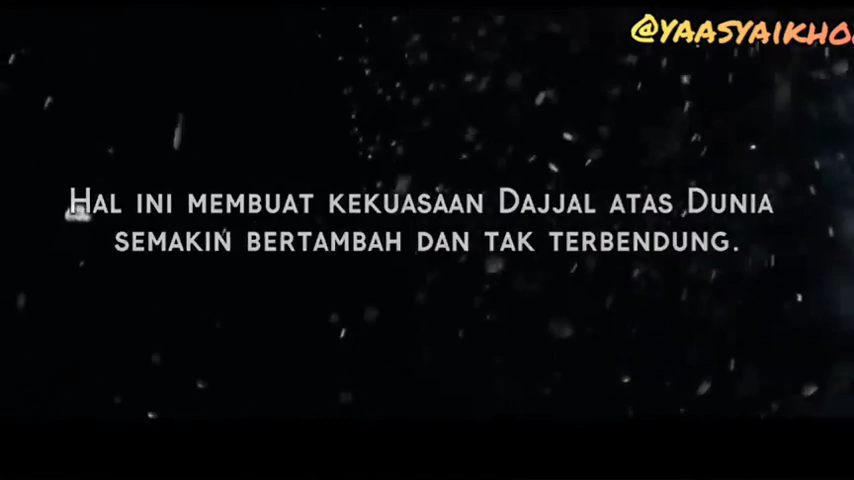 @YAASYAIKHO
HAL INI MEMBUAT KEKUASAAN DAJJAL ATAS DUNIA
SEMAKIN BERTAMBAH DAN TAK TERBENDUNG.